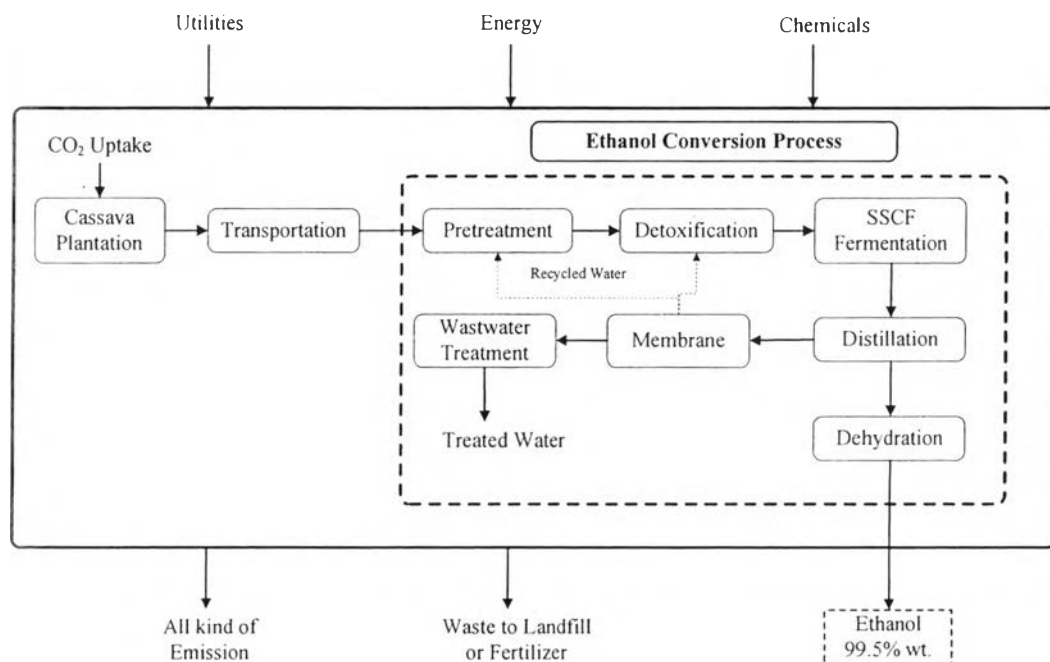 Utilities
Energy
Chemicals
CO₂ Uptake
Ethanol Conversion Process
Cassava
Plantation
Transportation
Pretreatment
Detoxification
SSCF
Fermentation
Recycled Water
Wastwater
Treatment
Membrane
Distillation
Treated Water
Dehydration
All kind of
Emission
Waste to Landfill
or Fertilizer
Ethanol
99.5% wt.